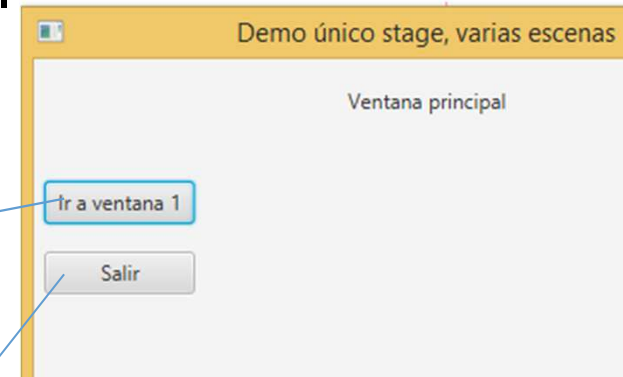 Demo único stage, varias escenas
Ventana principal
Ir a ventana 1
Salir